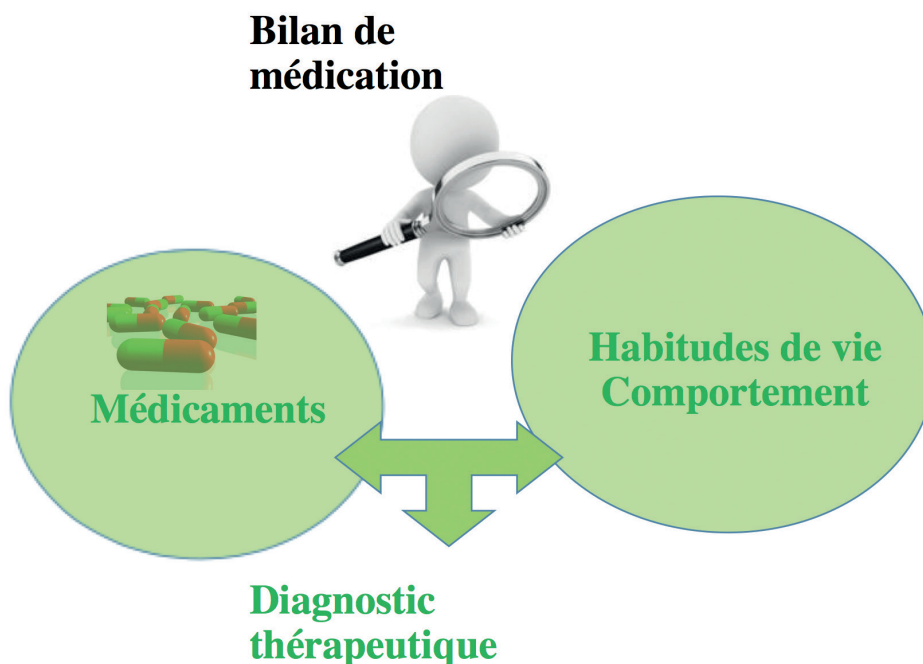 Bilan de
médication
Médicaments
Habitudes de vie
Comportement
Diagnostic
thérapeutique